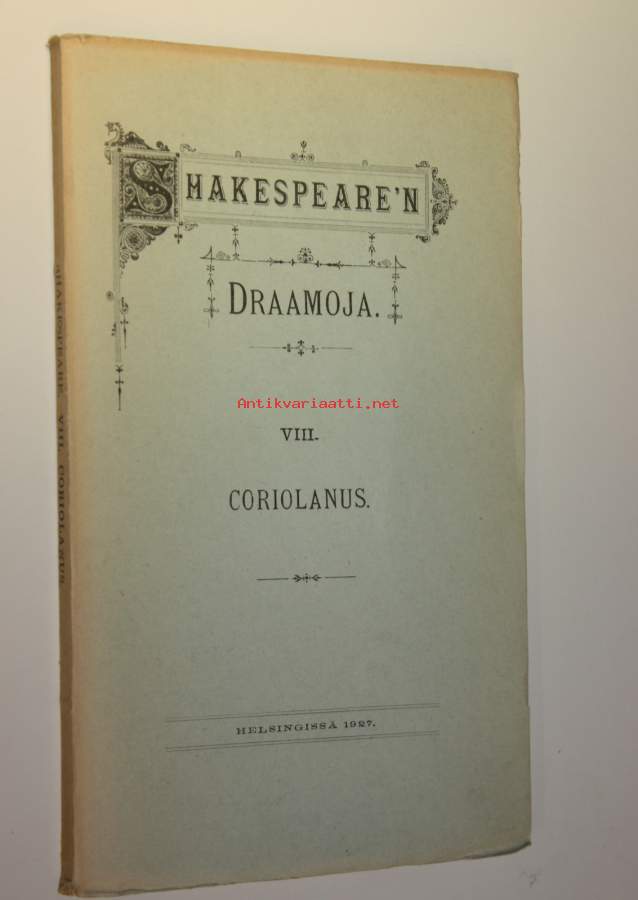 SHAKESPEARE'N
DRAAMOJA.
Antikvariaatti.net
VIII.
CORIOLANUS.
HELSINGISSÄ 1927.
SHAKESPEARE. VIII. CORIOLANUS.